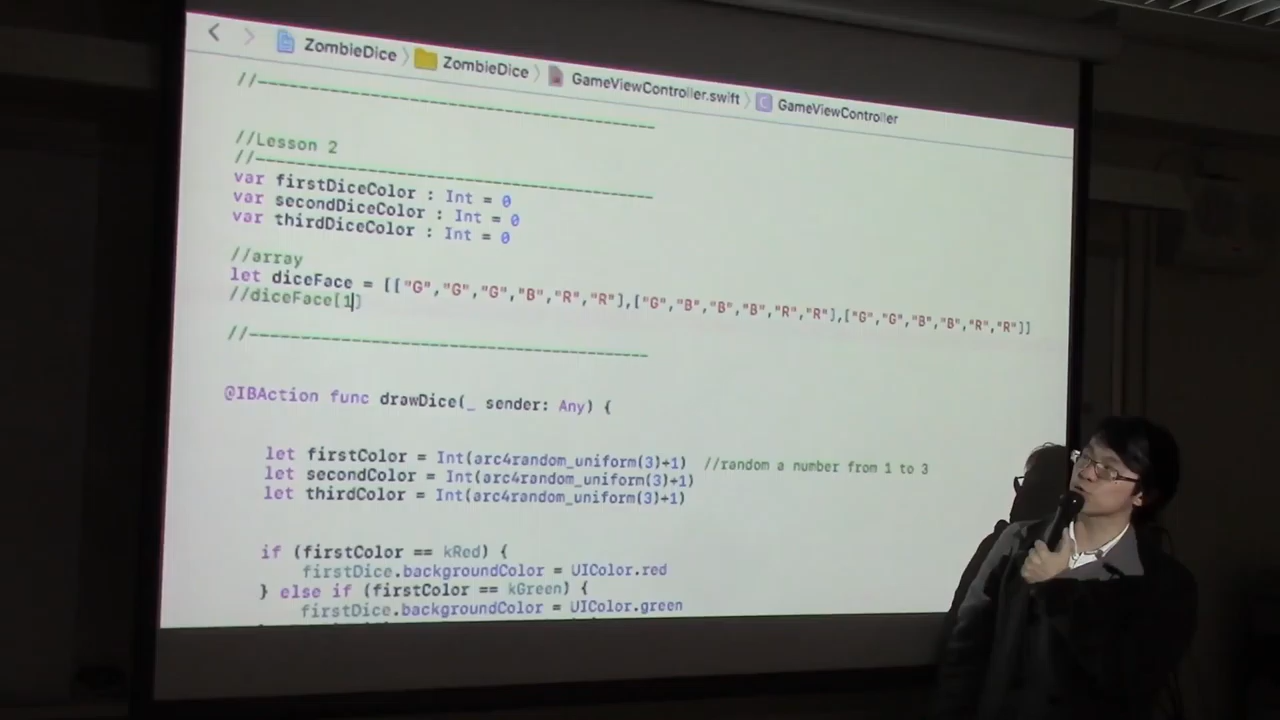 ZombieDice ZombieDice GameViewController.swift GameViewController
//----------------------------------------------
//Lesson 2
//----------------------------------------------
var firstDiceColor : Int = 0
var secondDiceColor : Int = 0
var thirdDiceColor : Int = 0
//array
let diceFace = [["G","G","G","B","R","R"],["G","B","B","B","R","R"],["G","G","B","B","R","R"]]
//diceFace[1]
//----------------------------------------------
@IBAction func drawDice(_ sender: Any) {
let firstColor = Int(arc4random_uniform(3)+1) //random a number from 1 to 3
let secondColor = Int(arc4random_uniform(3)+1)
let thirdColor = Int(arc4random_uniform(3)+1)
if (firstColor == kRed) {
firstDice.backgroundColor = UIColor.red
} else if (firstColor == kGreen) {
firstDice.backgroundColor = UIColor.green